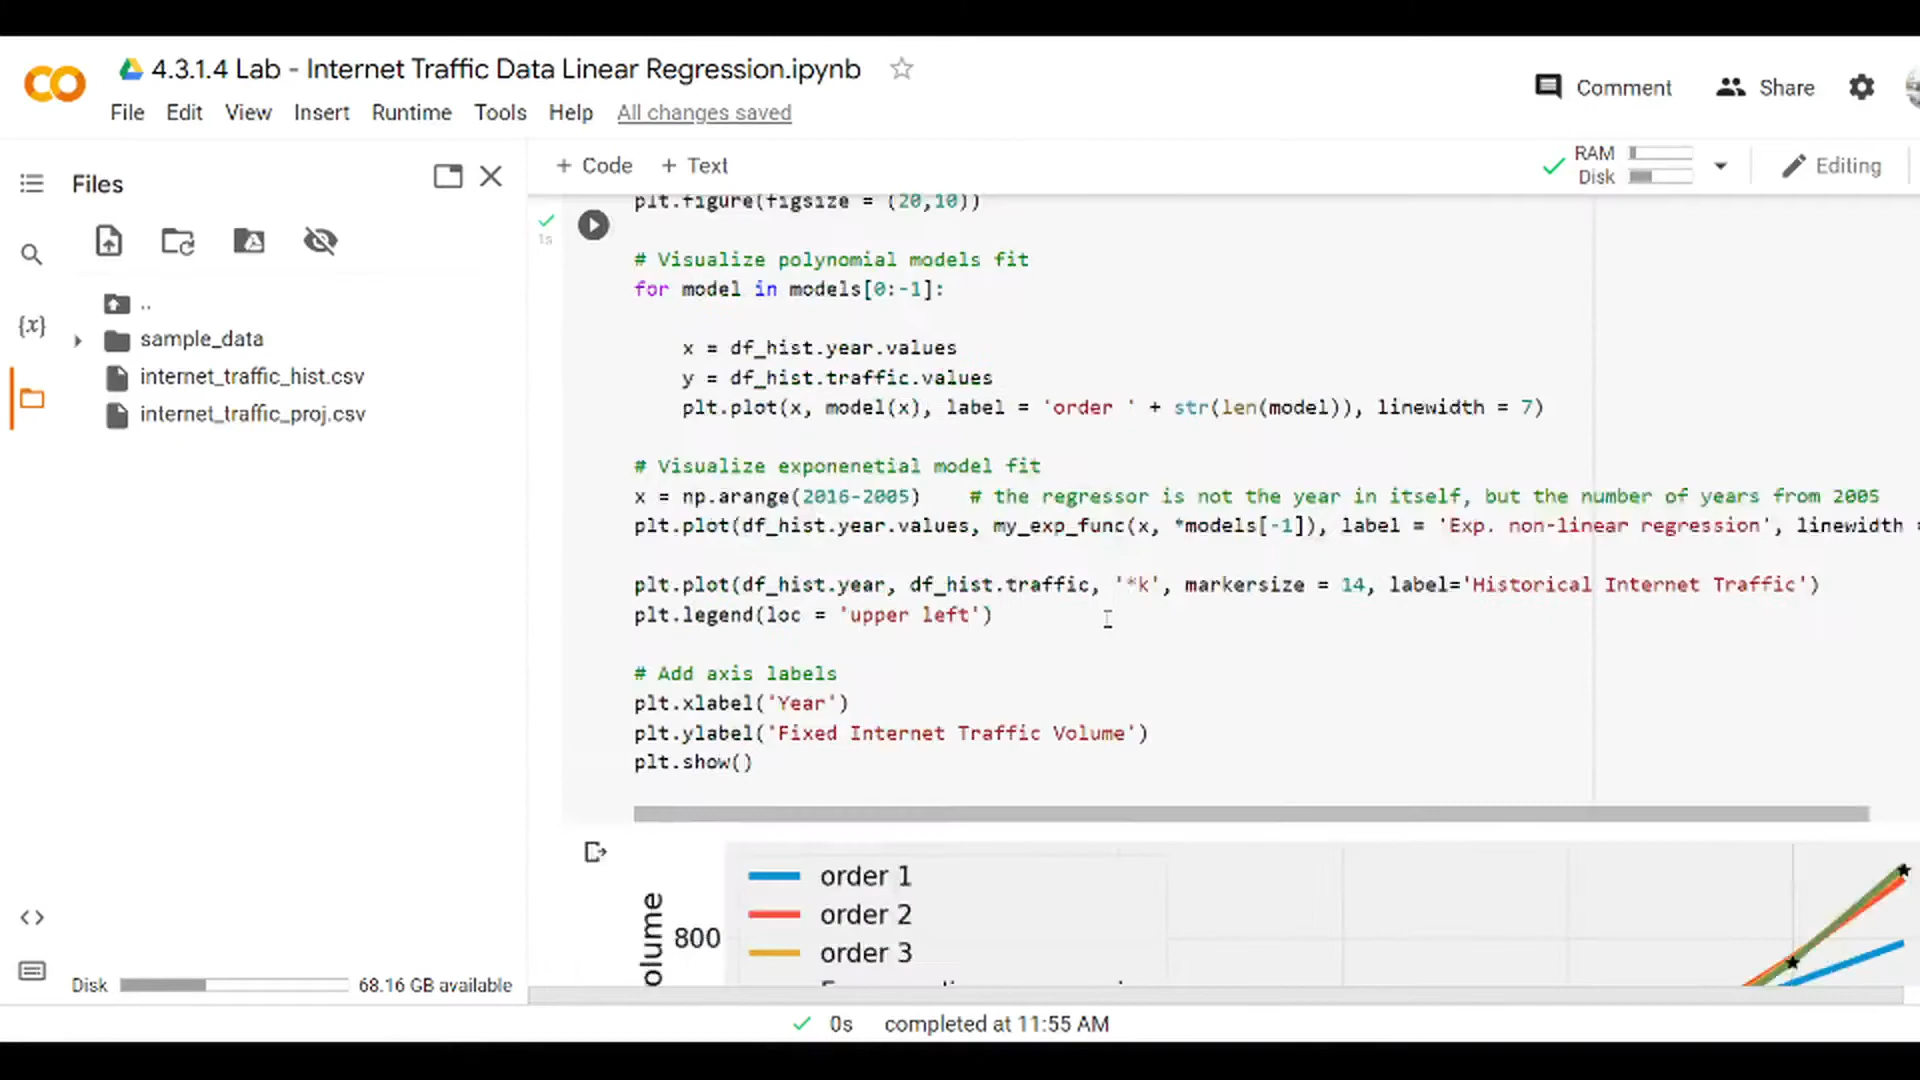 4.3.1.4 Lab - Internet Traffic Data Linear Regression.ipynb
Comment
Share
File Edit View Insert Runtime Tools Help All changes saved
Files
+ Code + Text
RAM
Disk
Editing
..
sample_data
internet_traffic_hist.csv
internet_traffic_proj.csv
{x}
<>
Disk 68.16 GB available
1s
plt.figure(figsize = (20,10))
# Visualize polynomial models fit
for model in models[0:-1]:
x = df_hist.year.values
y = df_hist.traffic.values
plt.plot(x, model(x), label = 'order ' + str(len(model)), linewidth = 7)
# Visualize exponenetial model fit
x = np.arange(2016-2005) # the regressor is not the year in itself, but the number of years from 2005
plt.plot(df_hist.year.values, my_exp_func(x, *models[-1]), label = 'Exp. non-linear regression', linewidth =
plt.plot(df_hist.year, df_hist.traffic, '*k', markersize = 14, label='Historical Internet Traffic')
plt.legend(loc = 'upper left')
# Add axis labels
plt.xlabel('Year')
plt.ylabel('Fixed Internet Traffic Volume')
plt.show()
order 1
order 2
order 3
olume
800
0s completed at 11:55 AM